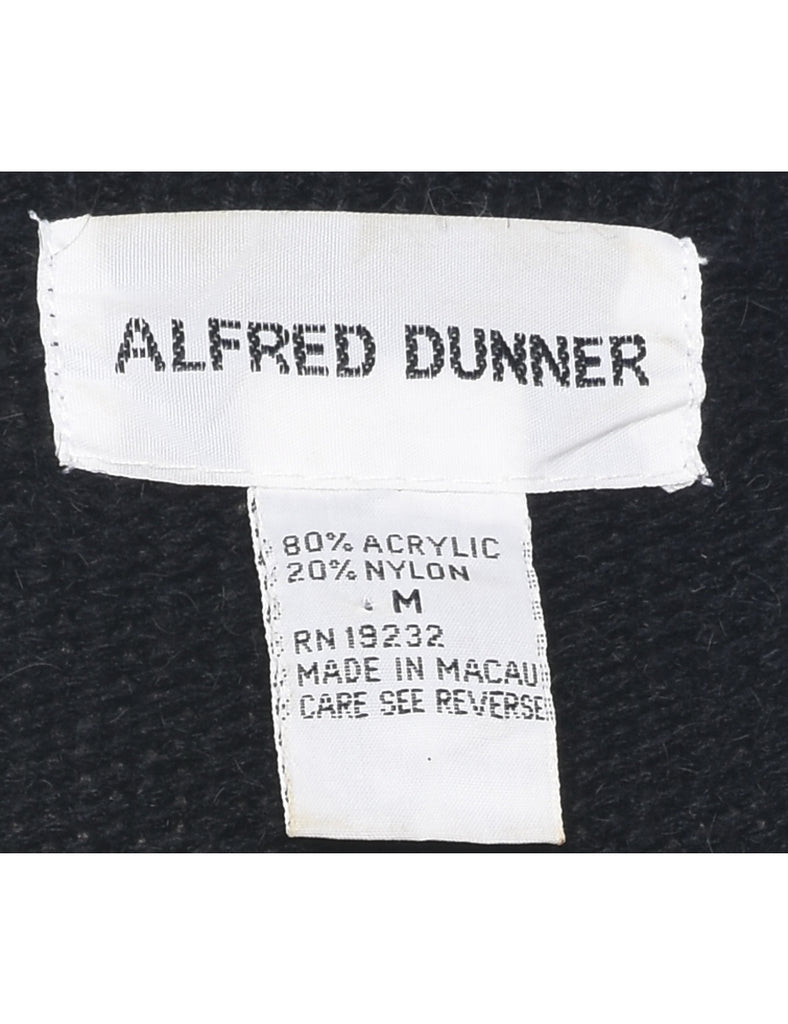 ALFRED DUNNER
80% ACRYLIC
20% NYLON
M
RN 19232
MADE IN MACAU
CARE SEE REVERSE